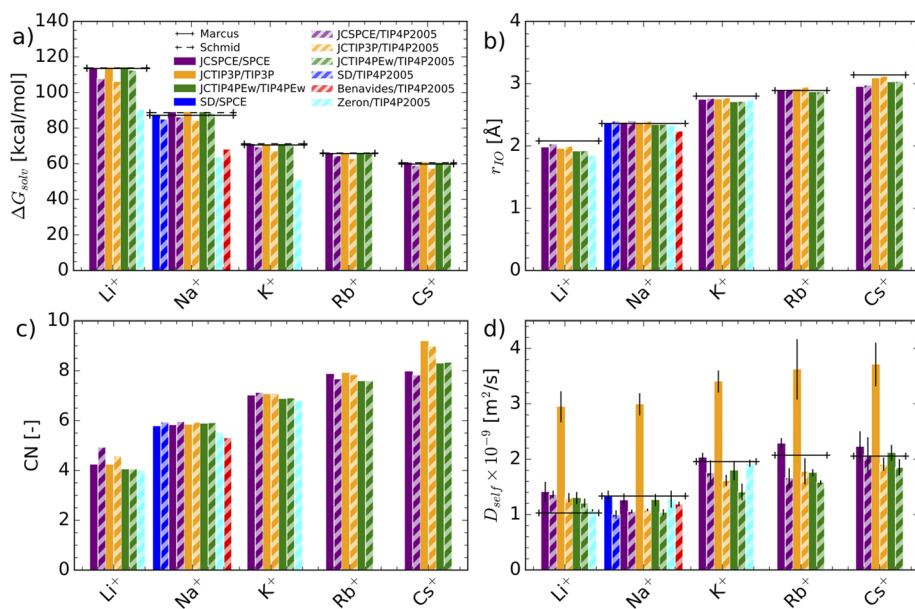 a)
ΔG_solv [kcal/mol]
140
120
100
80
60
40
20
0
Marcus
Schmid
JCSPCE/SPCE
JCTIP3P/TIP3P
JCTIP4PEw/TIP4PEw
SD/SPCE
JCSPCE/TIP4P2005
JCTIP3P/TIP4P2005
JCTIP4PEw/TIP4P2005
SD/TIP4P2005
Benavides/TIP4P2005
Zeron/TIP4P2005
Li⁺ Na⁺ K⁺ Rb⁺ Cs⁺
b)
r_IO [Å]
4
3
2
1
0
Li⁺ Na⁺ K⁺ Rb⁺ Cs⁺
c)
CN [-]
10
8
6
4
2
0
Li⁺ Na⁺ K⁺ Rb⁺ Cs⁺
d)
D_self × 10⁻⁹ [m²/s]
4
3
2
1
0
Li⁺ Na⁺ K⁺ Rb⁺ Cs⁺